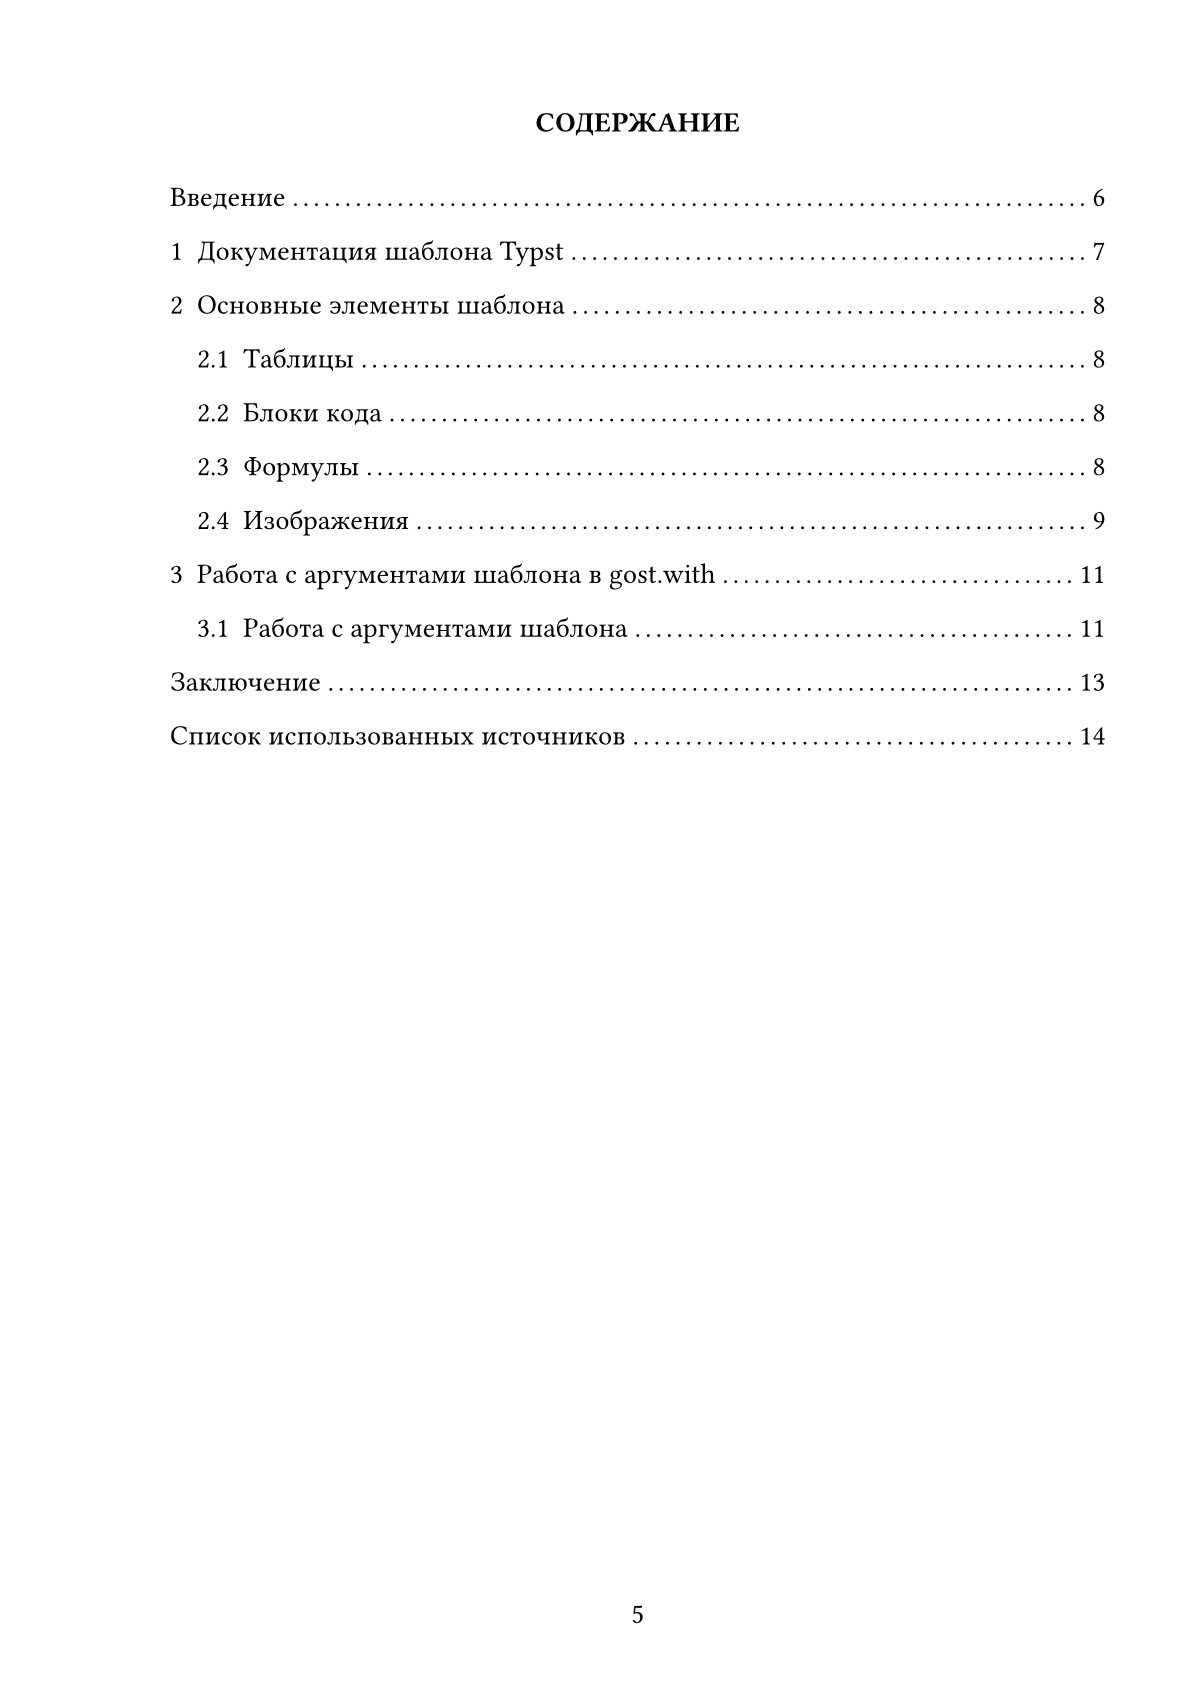 СОДЕРЖАНИЕ
Введение ........................................................................... 6
1 Документация шаблона Typst ................................................. 7
2 Основные элементы шаблона ................................................. 8
2.1 Таблицы ..................................................................... 8
2.2 Блоки кода .................................................................. 8
2.3 Формулы .................................................................... 8
2.4 Изображения ............................................................... 9
3 Работа с аргументами шаблона в gost.with ................................. 11
3.1 Работа с аргументами шаблона .......................................... 11
Заключение ....................................................................... 13
Список использованных источников .......................................... 14
5